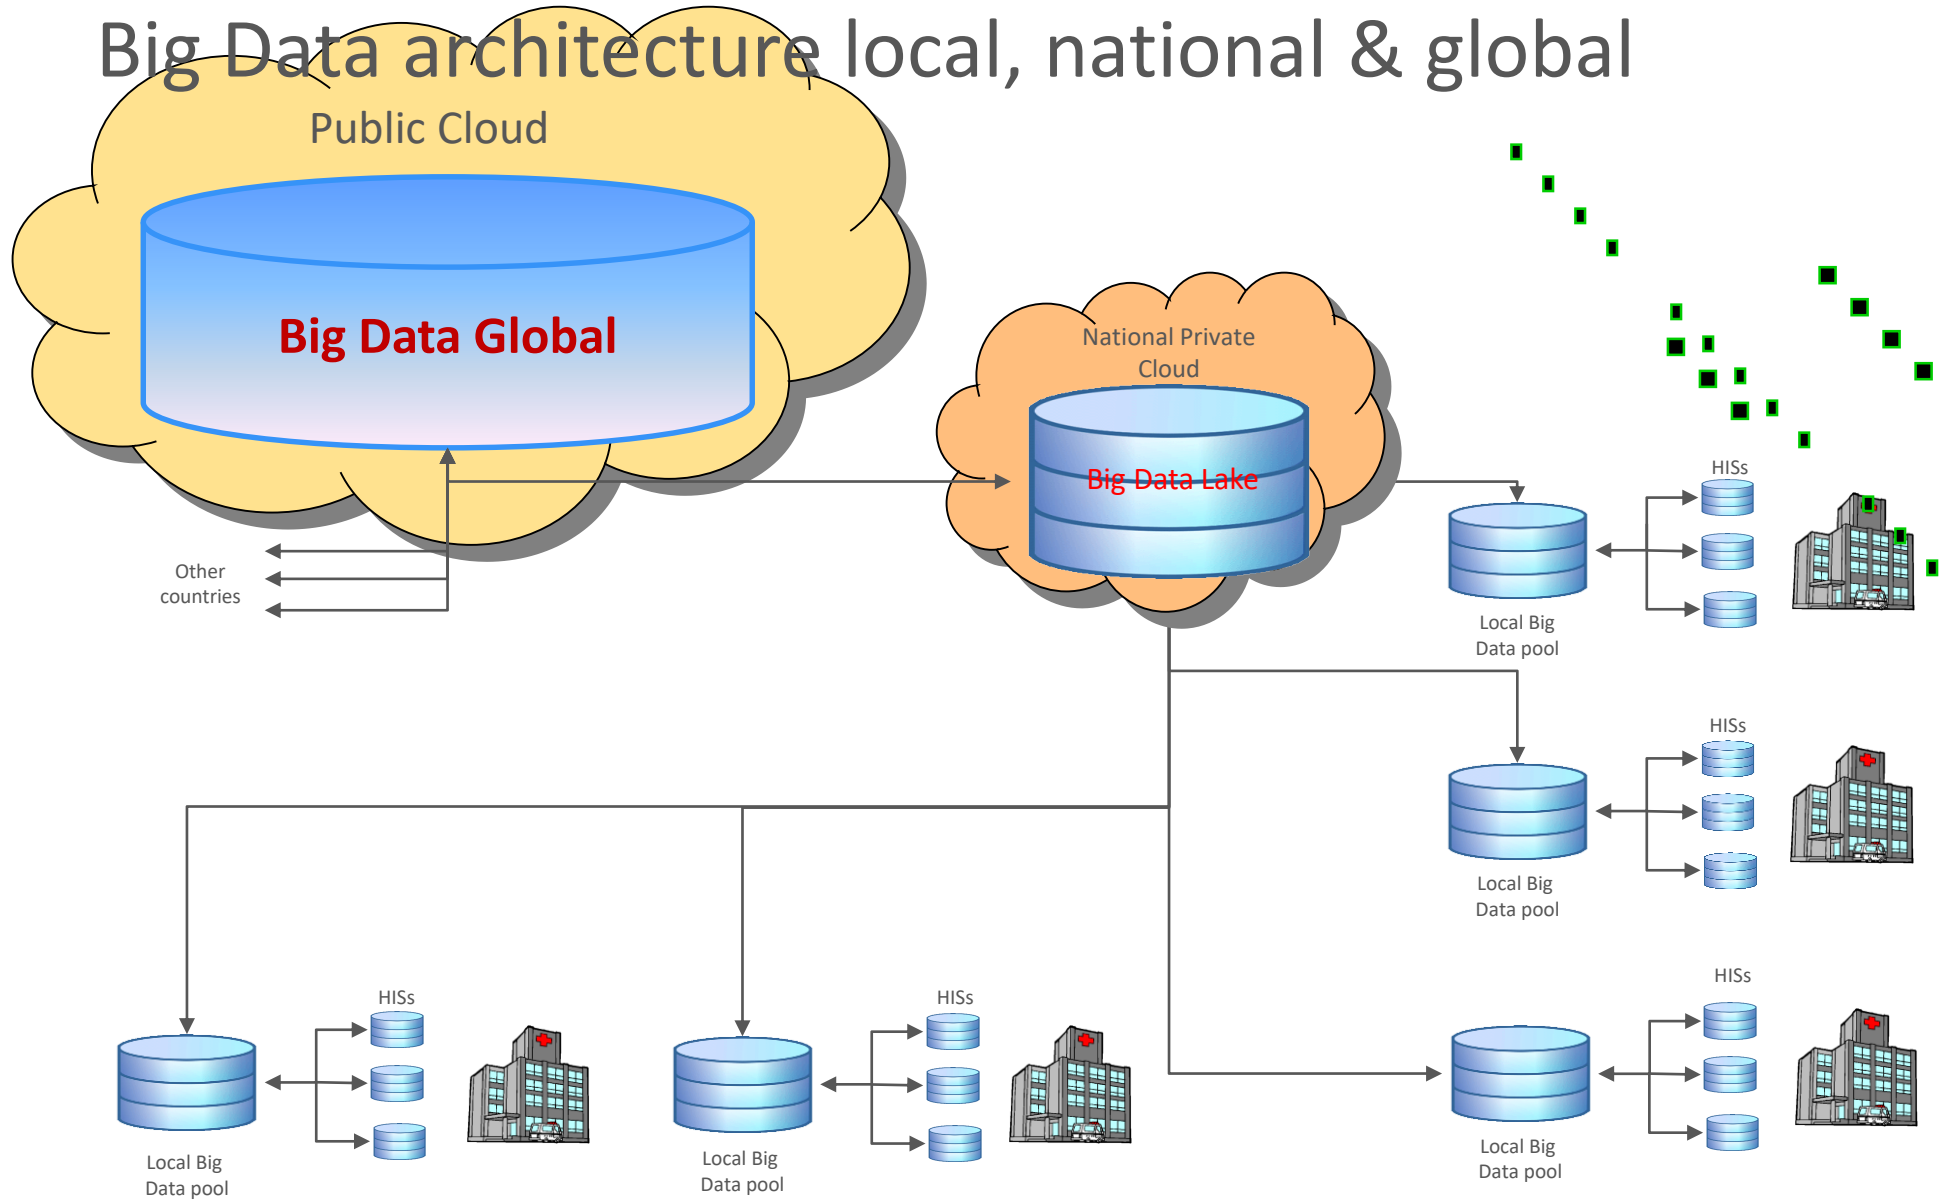 Big Data architecture local, national & global
Public Cloud
Big Data Global
National Private
Cloud
Big Data Lake
Other
countries
HISs
Local Big
Data pool
HISs
Local Big
Data pool
HISs
Local Big
Data pool
HISs
Local Big
Data pool
HISs
Local Big
Data pool